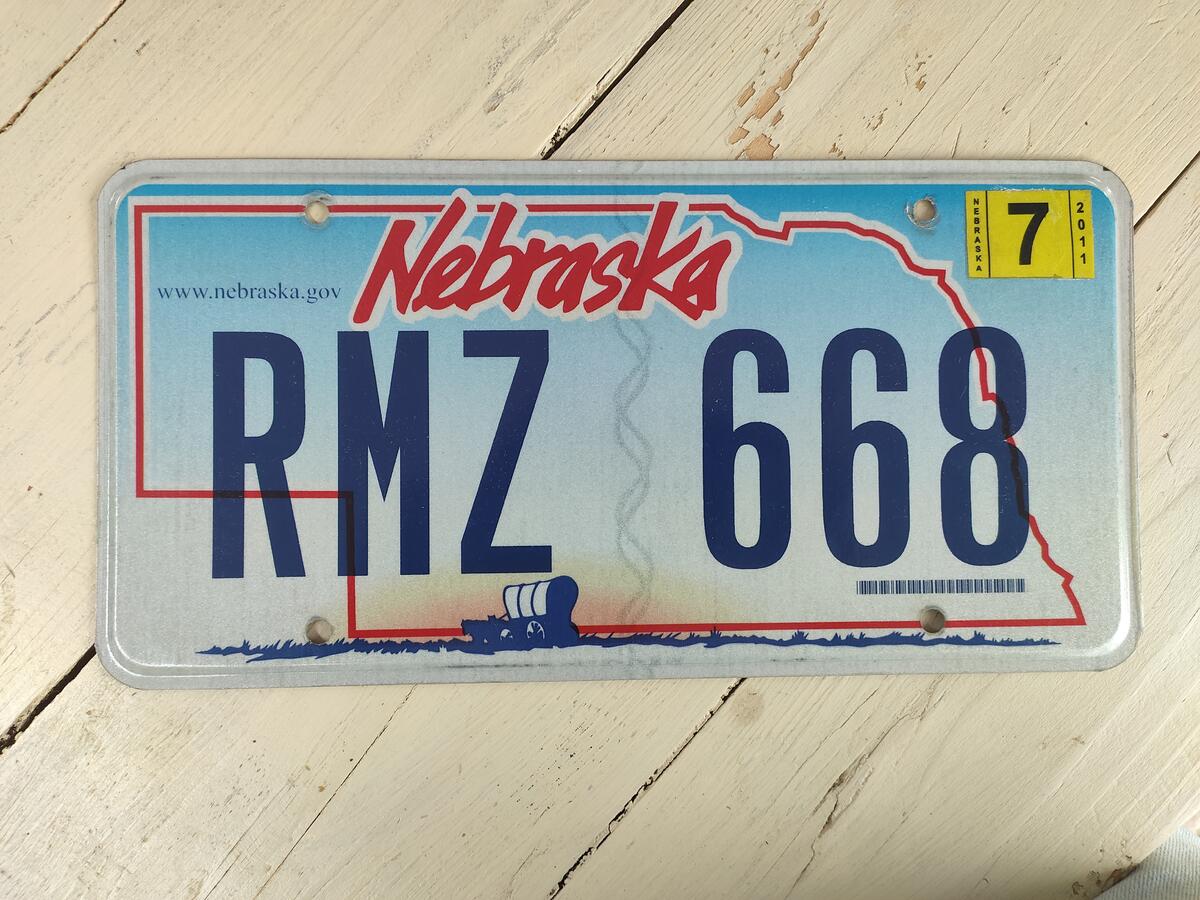 Nebraska
NEBRASKA
7
2011
www.nebraska.gov
RMZ 668